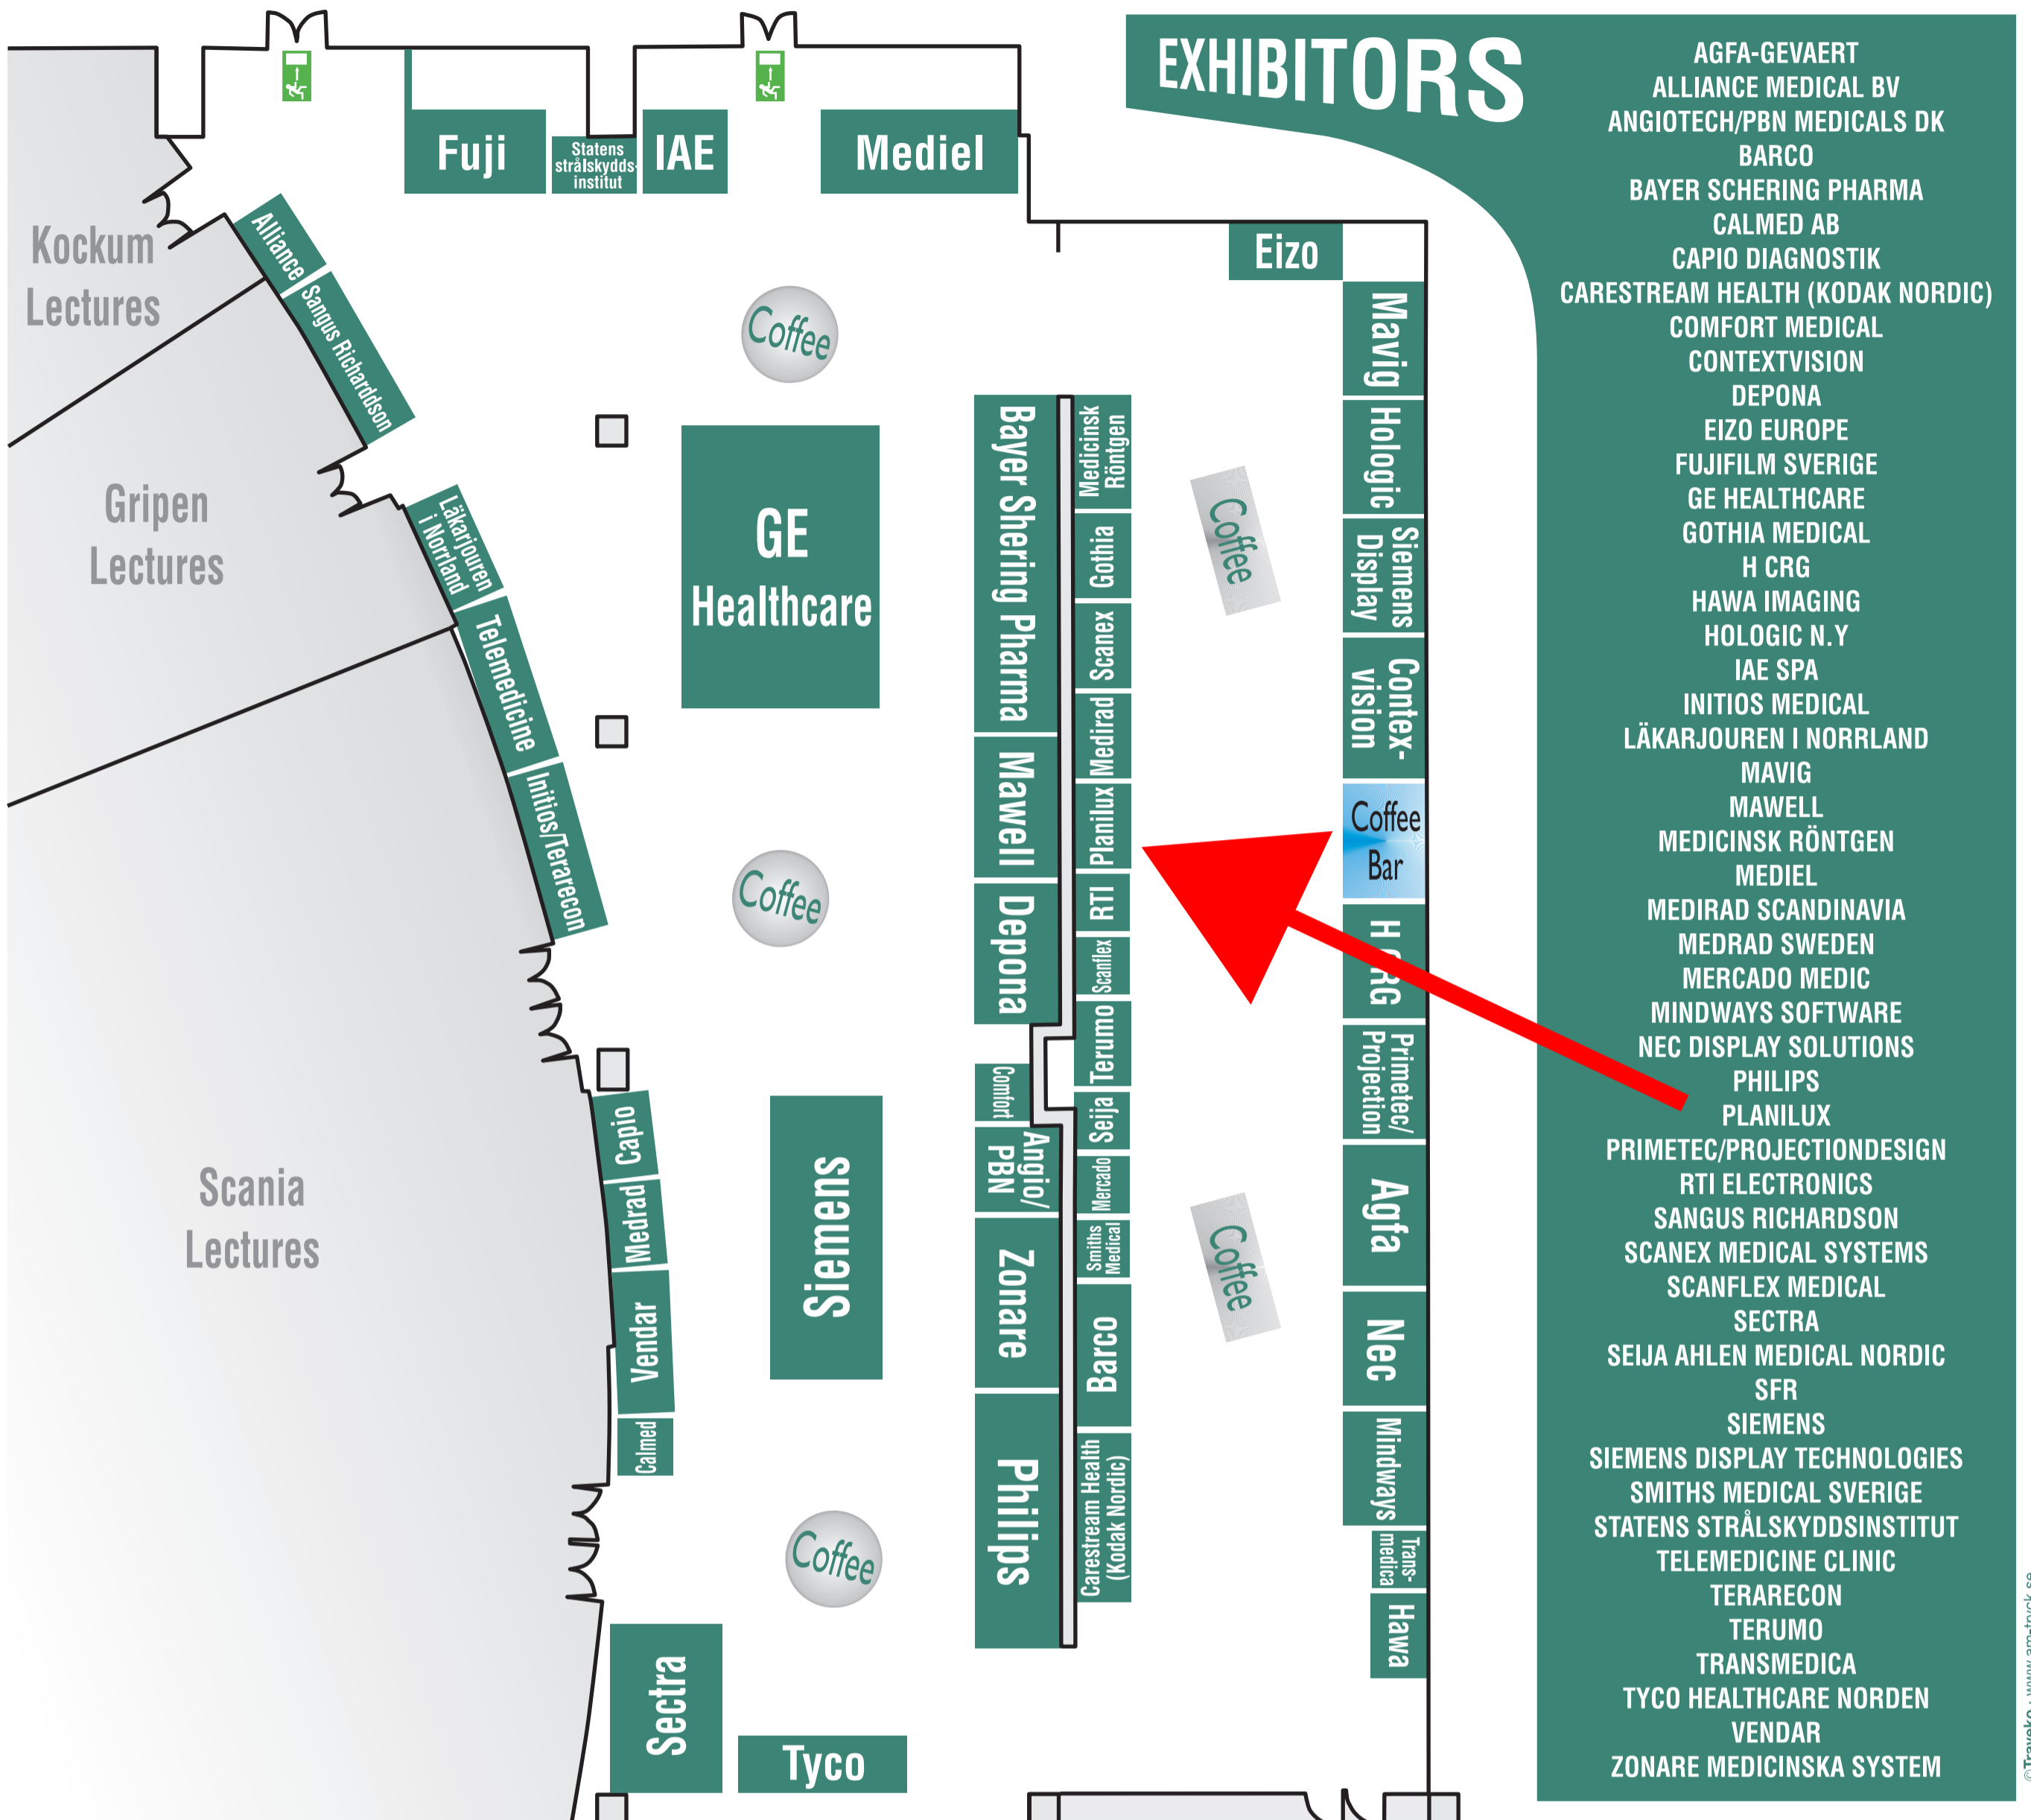 EXHIBITORS
AGFA-GEVAERT
ALLIANCE MEDICAL BV
ANGIOTECH/PBN MEDICALS DK
BARCO
BAYER SCHERING PHARMA
CALMED AB
CAPIO DIAGNOSTIK
CARESTREAM HEALTH (KODAK NORDIC)
COMFORT MEDICAL
CONTEXTVISION
DEPONA
EIZO EUROPE
FUJIFILM SVERIGE
GE HEALTHCARE
GOTHIA MEDICAL
H CRG
HAWA IMAGING
HOLOGIC N.Y
IAE SPA
INITIOS MEDICAL
LÄKARJOUREN I NORRLAND
MAVIG
MAWELL
MEDICINSK RÖNTGEN
MEDIEL
MEDIRAD SCANDINAVIA
MEDRAD SWEDEN
MERCADO MEDIC
MINDWAYS SOFTWARE
NEC DISPLAY SOLUTIONS
PHILIPS
PLANILUX
PRIMETEC/PROJECTIONDESIGN
RTI ELECTRONICS
SANGUS RICHARDSON
SCANEX MEDICAL SYSTEMS
SCANFLEX MEDICAL
SECTRA
SEIJA AHLEN MEDICAL NORDIC
SFR
SIEMENS
SIEMENS DISPLAY TECHNOLOGIES
SMITHS MEDICAL SVERIGE
STATENS STRÅLSKYDDSINSTITUT
TELEMEDICINE CLINIC
TERARECON
TERUMO
TRANSMEDICA
TYCO HEALTHCARE NORDEN
VENDAR
ZONARE MEDICINSKA SYSTEM
Fuji
Statens
strålskydds-
institut
IAE
Mediel
Kockum
Lectures
Gripen
Lectures
Scania
Lectures
Alliance
Sangus Richarddson
Läkarjouren
i Norrland
Telemedicine
Initios/Terarecon
Capio
Medrad
Vendar
Calmed
Sectra
Tyco
Coffee
GE
Healthcare
Coffee
Siemens
Coffee
Bayer Shering Pharma
Mawell
Depona
Comfort
Angio/
PBN
Zonare
Philips
Medicinsk
Röntgen
Gothia
Scanex
Medirad
Planilux
RTI
Scanflex
Terumo
Seija
Mercado
Smiths
Medical
Barco
Carestream Health
(Kodak Nordic)
Coffee
Coffee
Eizo
Mavig
Hologic
Siemens
Display
Contex-
vision
Coffee
Bar
H CRG
Primetec/
Projection
Agfa
Nec
Mindways
Trans-
medica
Hawa
©Traveko · www.am-tryck.se